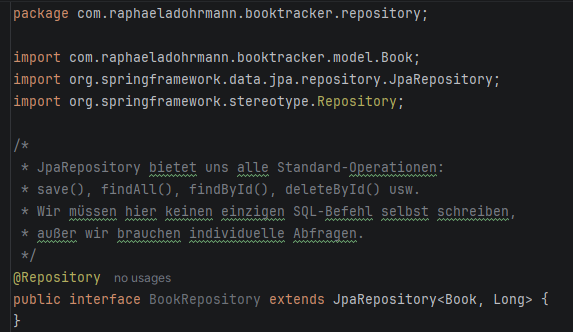 package com.raphaeladohrmann.booktracker.repository;
import com.raphaeladohrmann.booktracker.model.Book;
import org.springframework.data.jpa.repository.JpaRepository;
import org.springframework.stereotype.Repository;
/*
 * JpaRepository bietet uns alle Standard-Operationen:
 * save(), findAll(), findById(), deleteById() usw.
 * Wir müssen hier keinen einzigen SQL-Befehl selbst schreiben,
 * außer wir brauchen individuelle Abfragen.
 */
@Repository no usages
public interface BookRepository extends JpaRepository<Book, Long> {
}